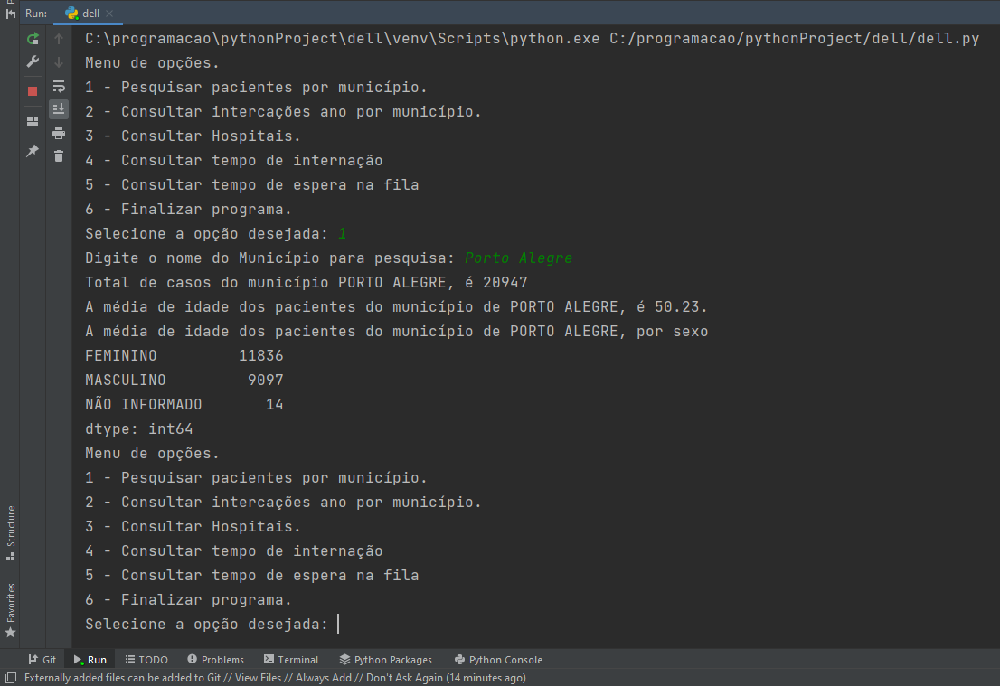 Run: dell
C:\programacao\pythonProject\dell\venv\Scripts\python.exe C:/programacao/pythonProject/dell/dell.py
Menu de opções.
1 - Pesquisar pacientes por município.
2 - Consultar intercações ano por município.
3 - Consultar Hospitais.
4 - Consultar tempo de internação
5 - Consultar tempo de espera na fila
6 - Finalizar programa.
Selecione a opção desejada: 1
Digite o nome do Município para pesquisa: Porto Alegre
Total de casos do município PORTO ALEGRE, é 20947
A média de idade dos pacientes do município de PORTO ALEGRE, é 50.23.
A média de idade dos pacientes do município de PORTO ALEGRE, por sexo
FEMININO 11836
MASCULINO 9097
NÃO INFORMADO 14
dtype: int64
Menu de opções.
1 - Pesquisar pacientes por município.
2 - Consultar intercações ano por município.
3 - Consultar Hospitais.
4 - Consultar tempo de internação
5 - Consultar tempo de espera na fila
6 - Finalizar programa.
Selecione a opção desejada:
Structure
Favorites
Git Run TODO Problems Terminal Python Packages Python Console
Externally added files can be added to Git // View Files // Always Add // Don't Ask Again (14 minutes ago)